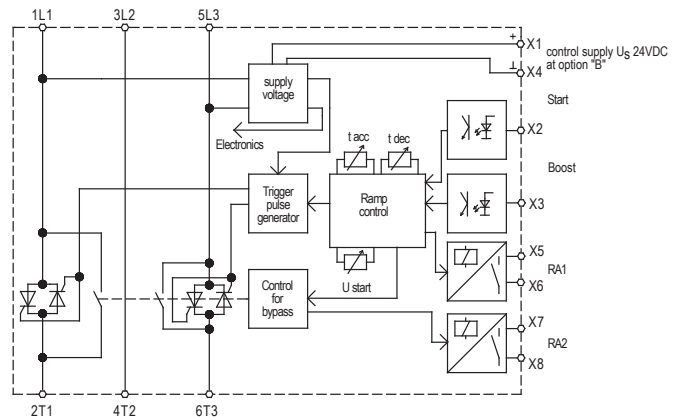 1L1 3L2 5L3
+ X1
control supply US 24VDC
at option "B"
⊥ X4
supply
voltage
Start
Electronics
t acc t dec
X2
Boost
Trigger
pulse
generator
Ramp
control
X3
U start
X5
RA1
X6
Control
for
bypass
X7
RA2
X8
2T1 4T2 6T3